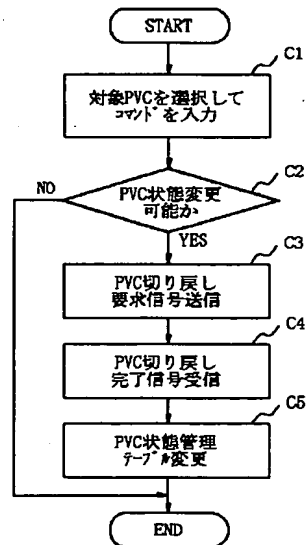 START
C1
対象PVCを選択して
コマンドを入力
C2
NO
PVC状態変更
可能か
YES
C3
PVC切り戻し
要求信号送信
C4
PVC切り戻し
完了信号受信
C5
PVC状態管理
テーブル変更
END